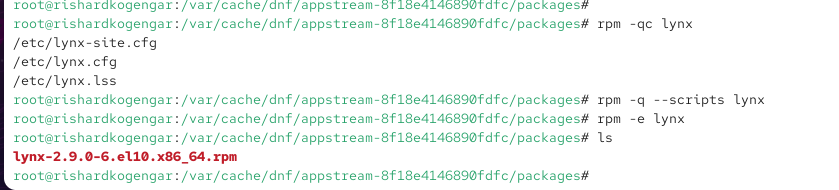 root@rishardkogengar:/var/cache/dnf/appstream-8f18e4146890fdfc/packages#
root@rishardkogengar:/var/cache/dnf/appstream-8f18e4146890fdfc/packages# rpm -qc lynx
/etc/lynx-site.cfg
/etc/lynx.cfg
/etc/lynx.lss
root@rishardkogengar:/var/cache/dnf/appstream-8f18e4146890fdfc/packages# rpm -q --scripts lynx
root@rishardkogengar:/var/cache/dnf/appstream-8f18e4146890fdfc/packages# rpm -e lynx
root@rishardkogengar:/var/cache/dnf/appstream-8f18e4146890fdfc/packages# ls
lynx-2.9.0-6.el10.x86_64.rpm
root@rishardkogengar:/var/cache/dnf/appstream-8f18e4146890fdfc/packages#